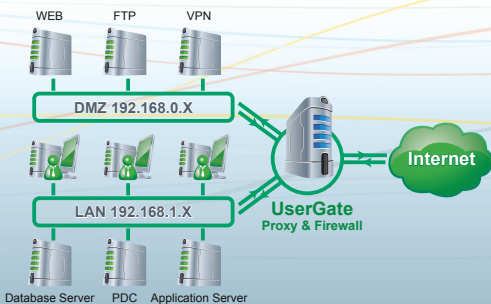 WEB FTP VPN
DMZ 192.168.0.X
Internet
LAN 192.168.1.X
UserGate
Proxy & Firewall
Database Server PDC Application Server